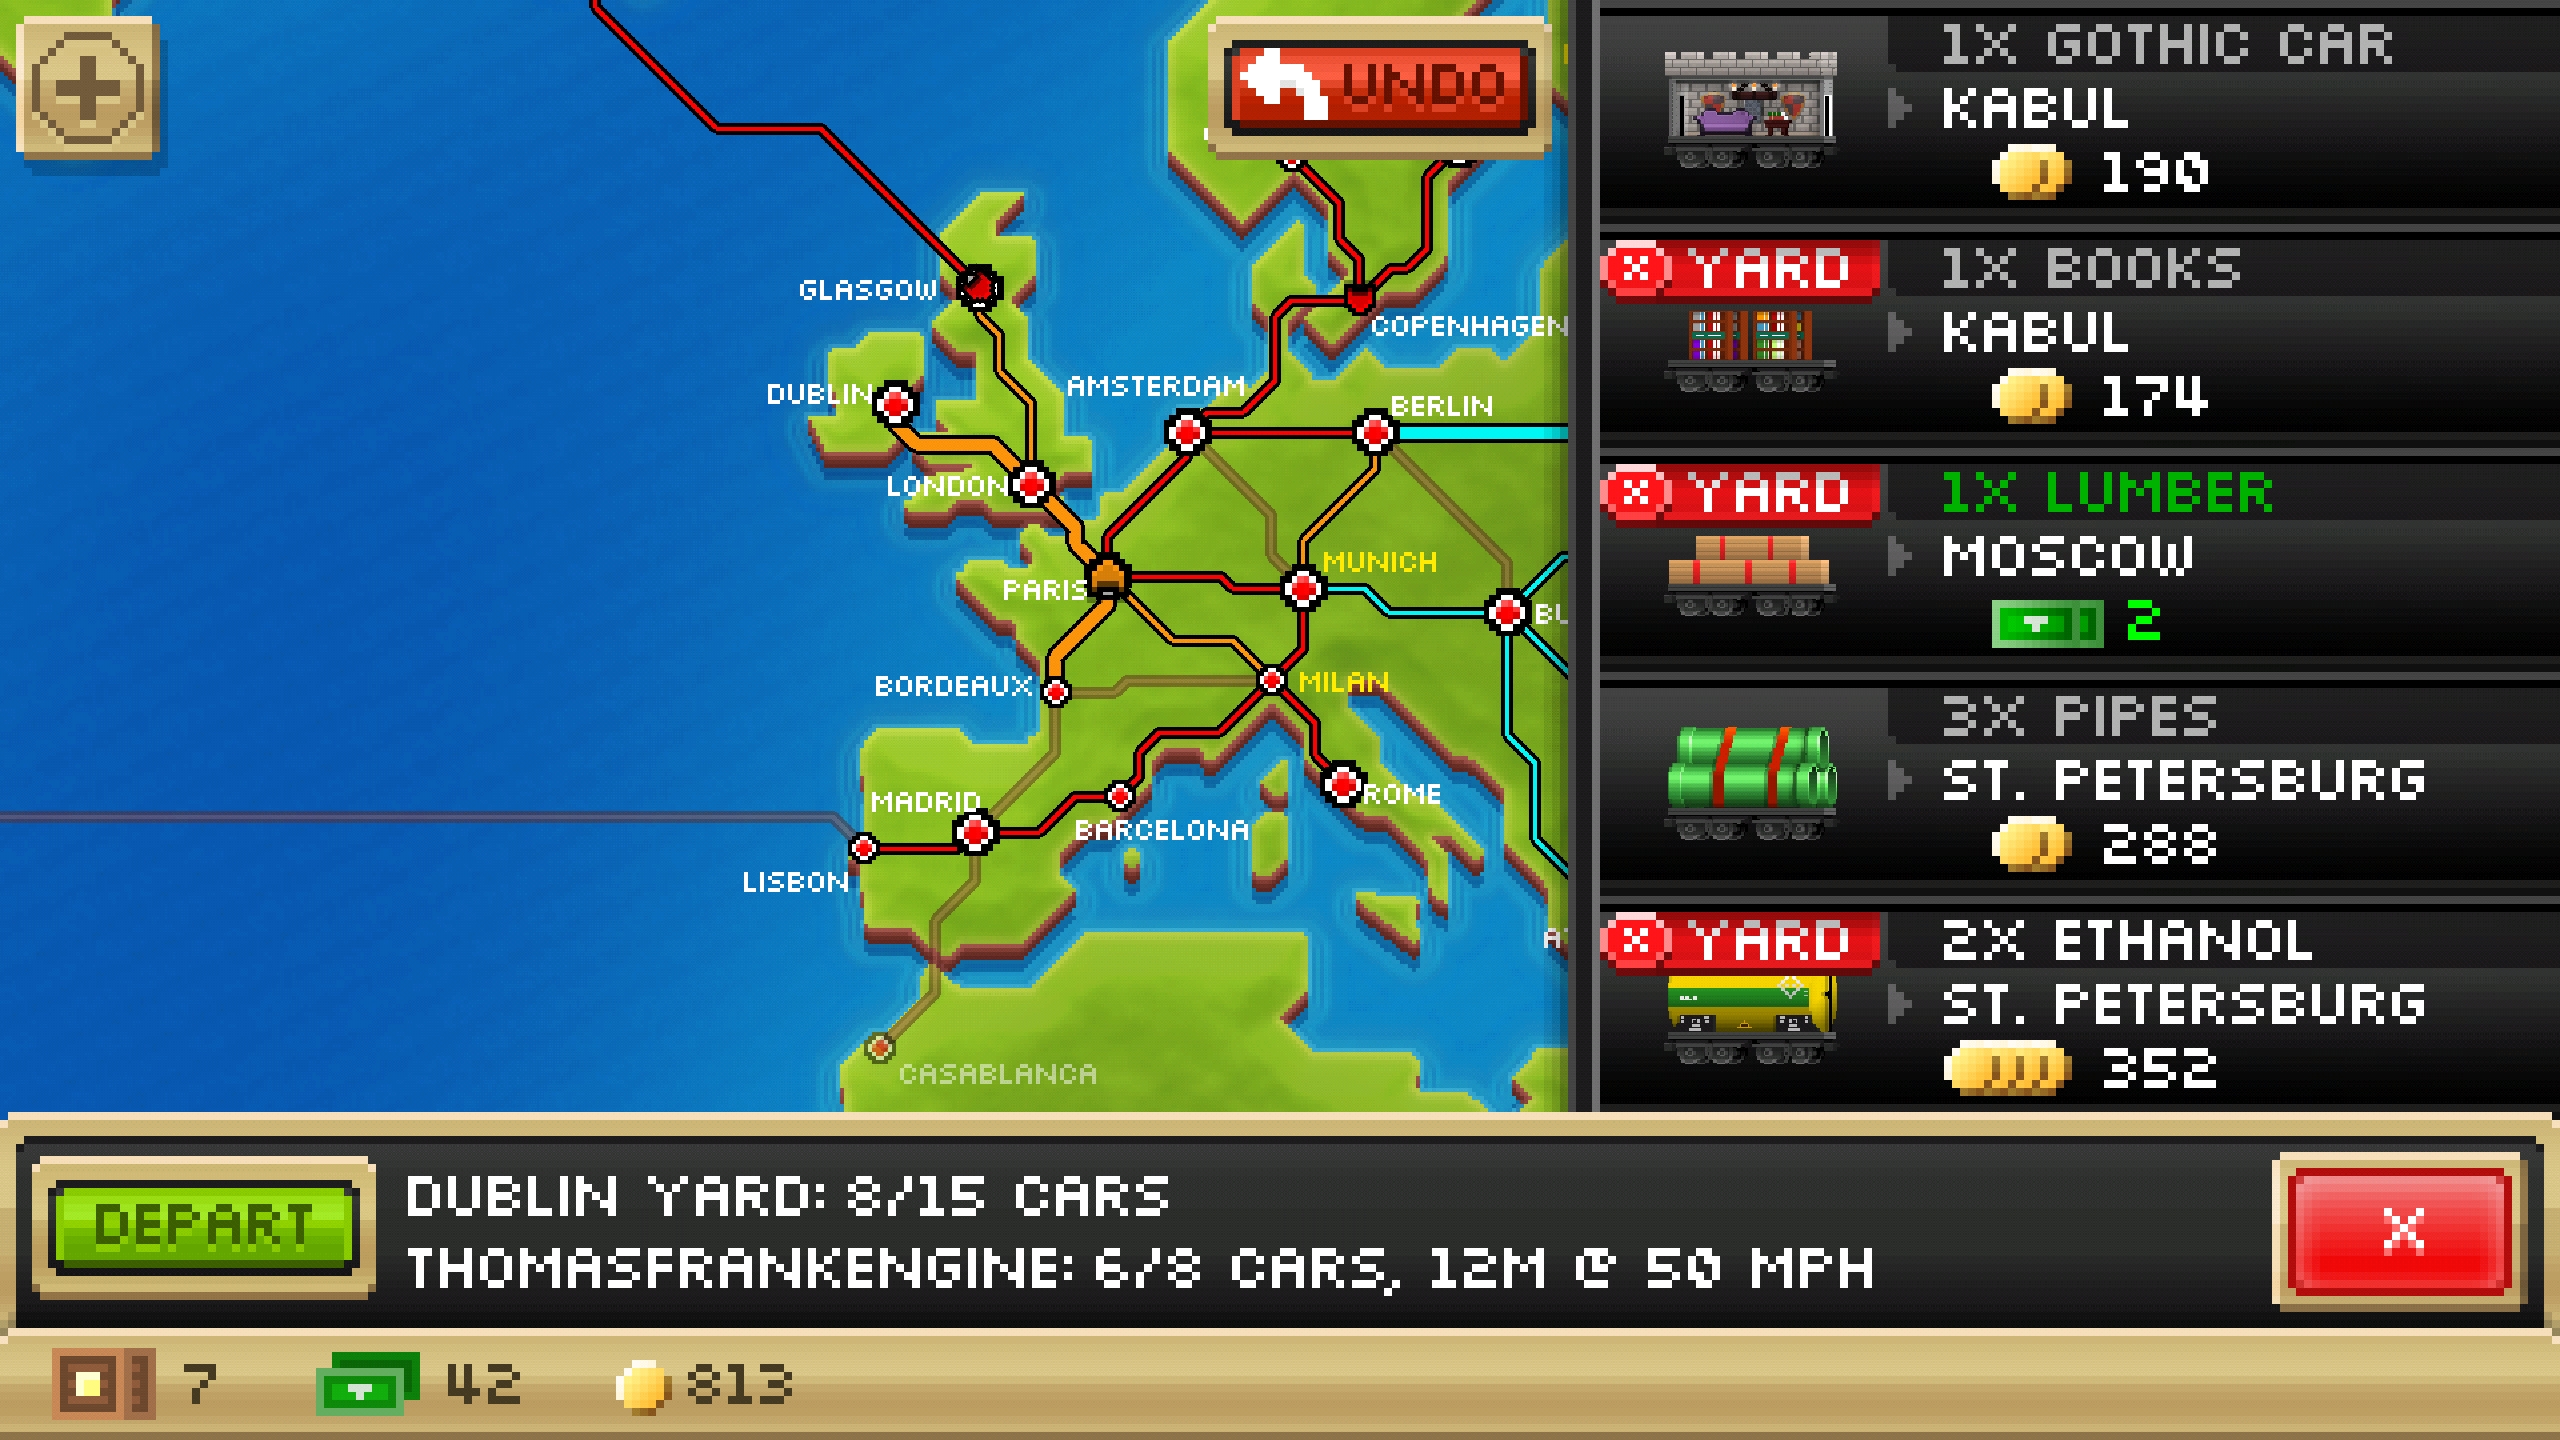 UNDO
GLASGOW
DUBLIN
LONDON
AMSTERDAM
COPENHAGEN
BERLIN
PARIS
MUNICH
BORDEAUX
MILAN
MADRID
BARCELONA
ROME
LISBON
CASABLANCA
1X GOTHIC CAR
KABUL
190
YARD
1X BOOKS
KABUL
174
YARD
1X LUMBER
MOSCOW
2
3X PIPES
ST. PETERSBURG
288
YARD
2X ETHANOL
ST. PETERSBURG
352
DEPART
DUBLIN YARD: 8/15 CARS
THOMASFRANKENGINE: 6/8 CARS, 12M @ 50 MPH
X
7
42
813